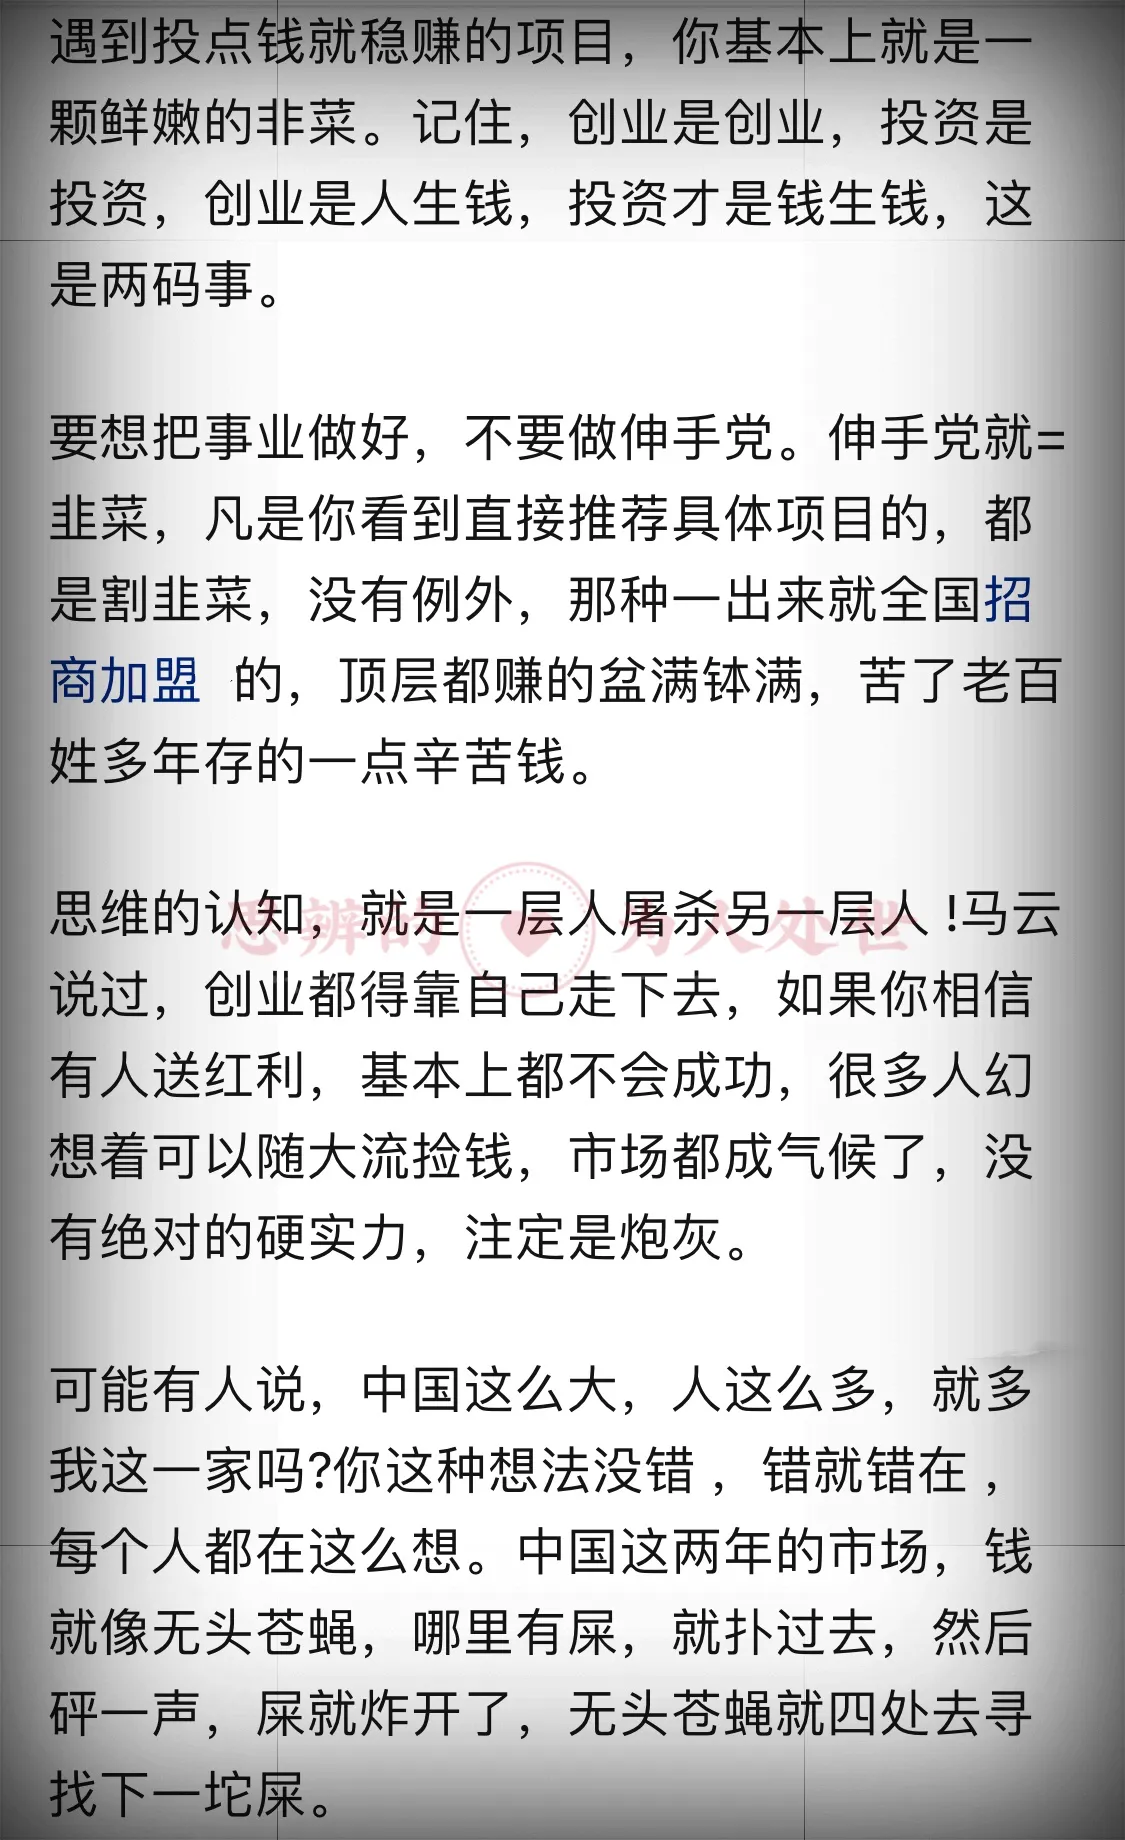 遇到投点钱就稳赚的项目，你基本上就是一
颗鲜嫩的非菜。记住，创业是创业，投资是
投资，创业是人生钱，投资才是钱生钱，这
是两码事。
要想把事业做好，不要做伸手党。伸手党就=
韭菜，凡是你看到直接推荐具体项目的，都
是割韭菜，没有例外，那种一出来就全国招
商加盟 的，顶层都赚的盆满钵满，苦了老百
姓多年存的一点辛苦钱。
思维的认知，就是一层人屠杀另一层人!马云
思辨的 为人处世
说过，创业都得靠自己走下去，如果你相信
有人送红利，基本上都不会成功，很多人幻
想着可以随大流捡钱，市场都成气候了，没
有绝对的硬实力，注定是炮灰。
可能有人说，中国这么大，人这么多，就多
我这一家吗?你这种想法没错，错就错在，
每个人都在这么想。中国这两年的市场，钱
就像无头苍蝇，哪里有屎，就扑过去，然后
砰一声，屎就炸开了，无头苍蝇就四处去寻
找下一坨屎。